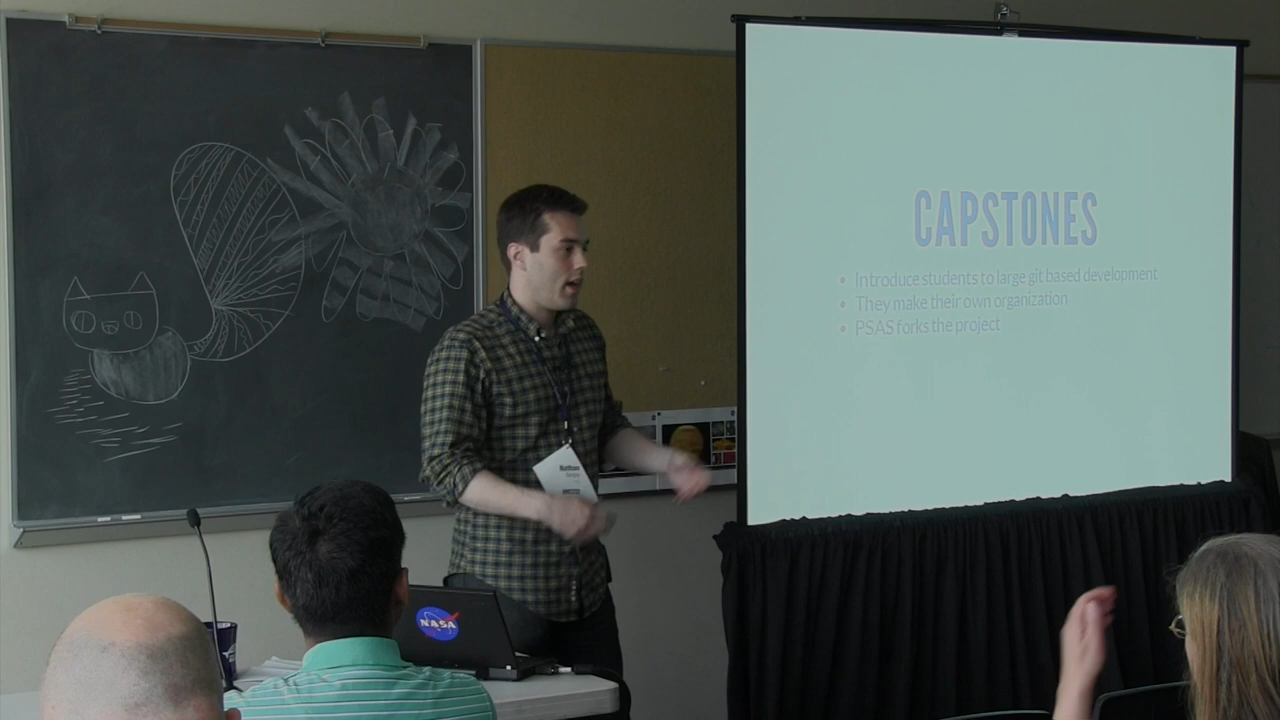 CAPSTONES
• Introduce students to large git based development
• They make their own organization
• PSAS forks the project
NASA